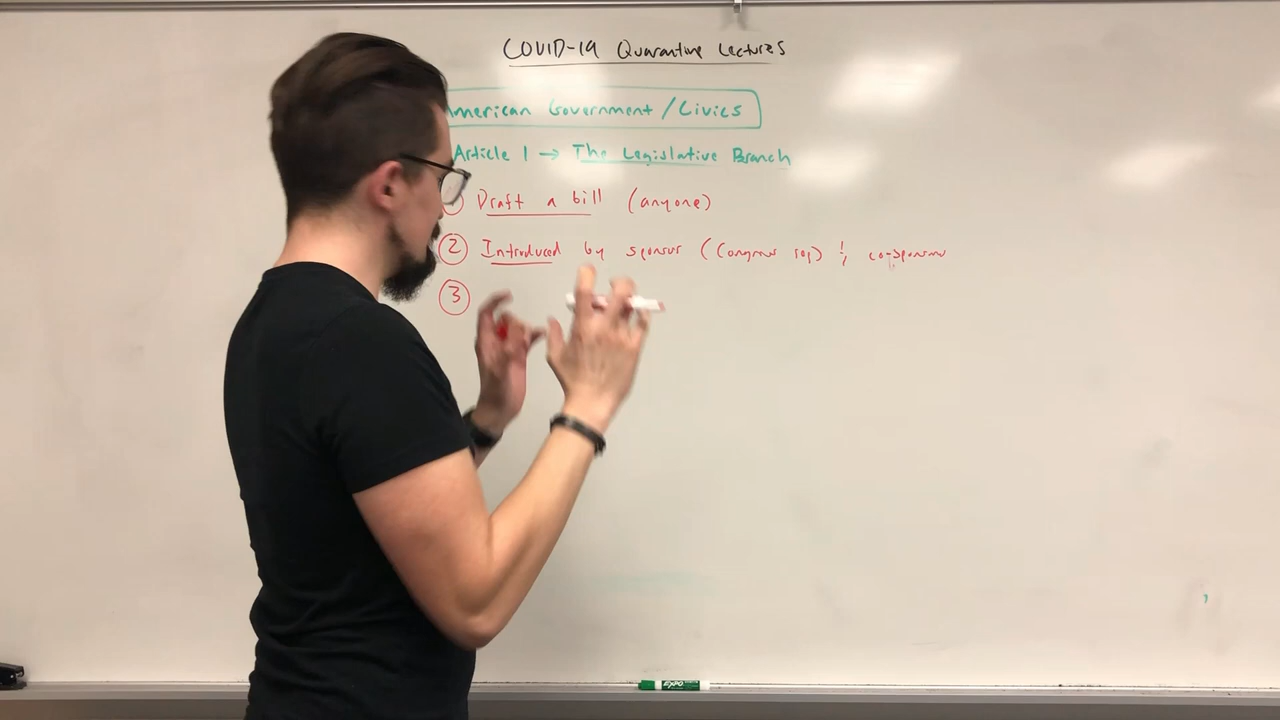 COVID-19 Quarantine Lectures
American Government / Civics
Article 1 → The Legislative Branch
1 Draft a bill (anyone)
2 Introduced by sponsor (Congress rep) & co-sponsors
3
EXPO